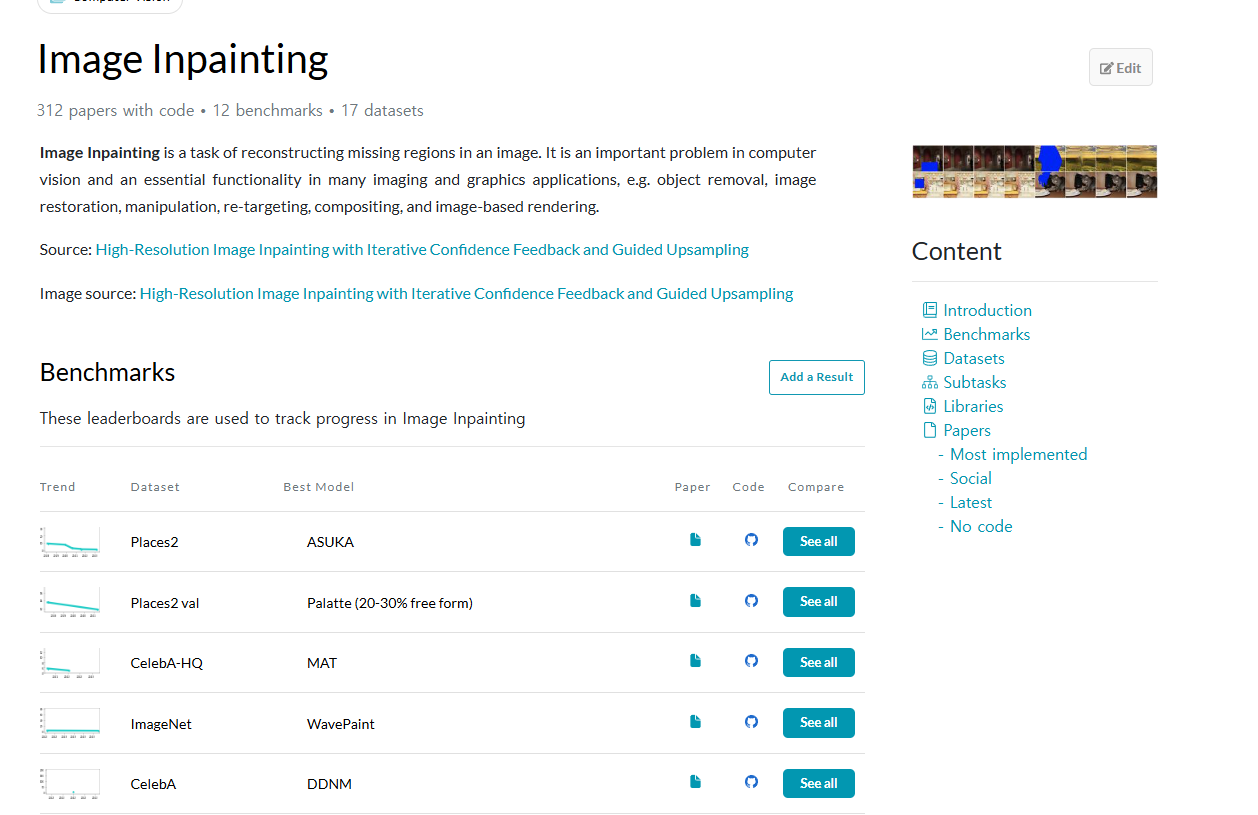 Image Inpainting
Edit
312 papers with code • 12 benchmarks • 17 datasets
Image Inpainting is a task of reconstructing missing regions in an image. It is an important problem in computer
vision and an essential functionality in many imaging and graphics applications, e.g. object removal, image
restoration, manipulation, re-targeting, compositing, and image-based rendering.
Source: High-Resolution Image Inpainting with Iterative Confidence Feedback and Guided Upsampling
Image source: High-Resolution Image Inpainting with Iterative Confidence Feedback and Guided Upsampling
Benchmarks
Add a Result
These leaderboards are used to track progress in Image Inpainting
Trend Dataset Best Model Paper Code Compare
Places2 ASUKA See all
Places2 val Palatte (20-30% free form) See all
CelebA-HQ MAT See all
ImageNet WavePaint See all
CelebA DDNM See all
Content
Introduction
Benchmarks
Datasets
Subtasks
Libraries
Papers
- Most implemented
- Social
- Latest
- No code